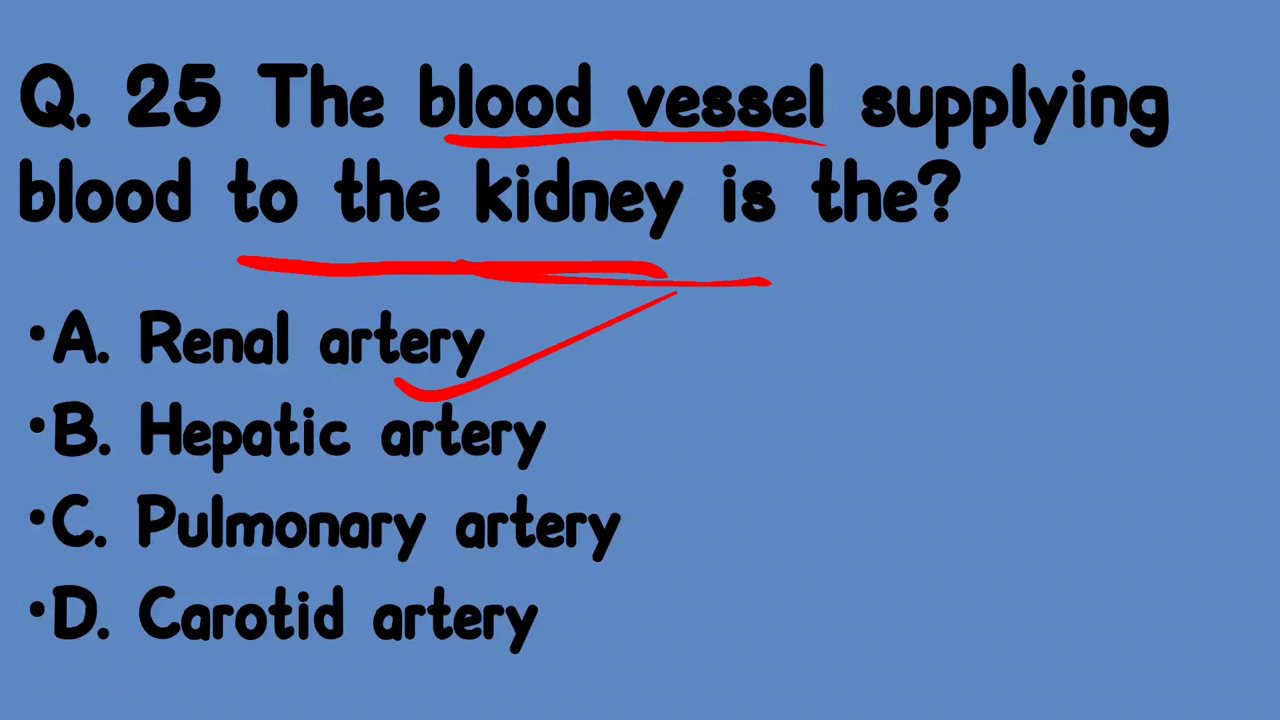 Q. 25 The blood vessel supplying
blood to the kidney is the?
•A. Renal artery
•B. Hepatic artery
•C. Pulmonary artery
•D. Carotid artery